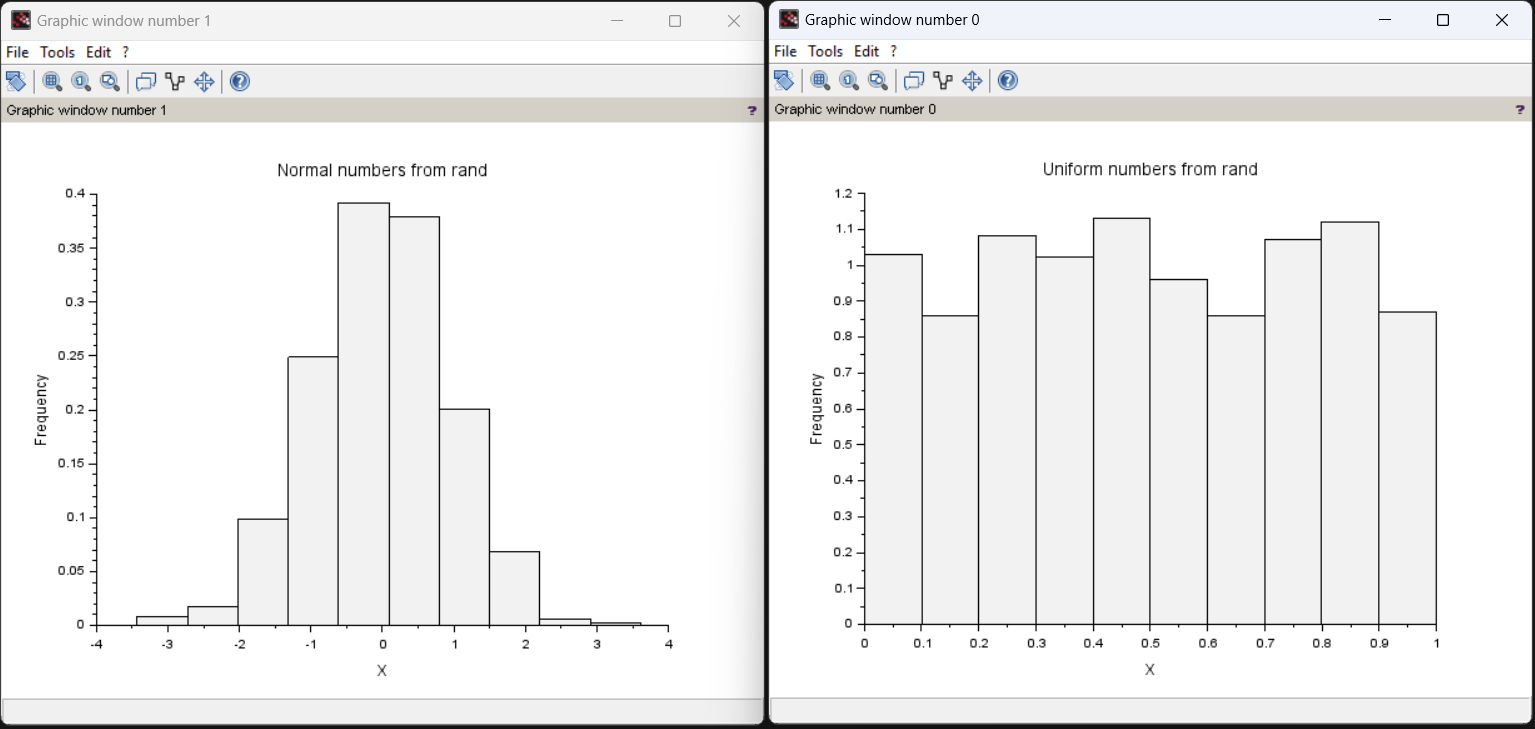 Graphic window number 1
File Tools Edit ?
Graphic window number 1 ?
Normal numbers from rand
0.4
0.35
0.3
0.25
0.2
0.15
0.1
0.05
0
Frequency
-4 -3 -2 -1 0 1 2 3 4
X
Graphic window number 0
File Tools Edit ?
Graphic window number 0 ?
Uniform numbers from rand
1.2
1.1
1
0.9
0.8
0.7
0.6
0.5
0.4
0.3
0.2
0.1
0
Frequency
0 0.1 0.2 0.3 0.4 0.5 0.6 0.7 0.8 0.9 1
X